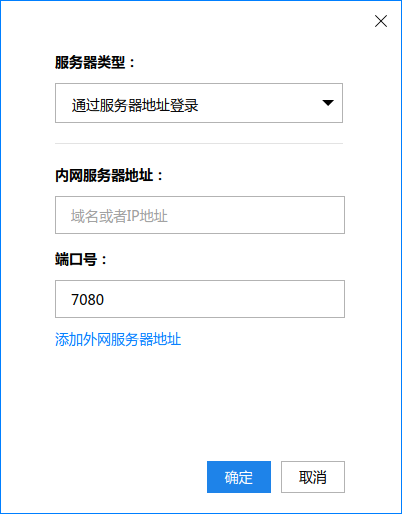 服务器类型：
通过服务器地址登录
内网服务器地址：
域名或者IP地址
端口号：
7080
添加外网服务器地址
确定
取消